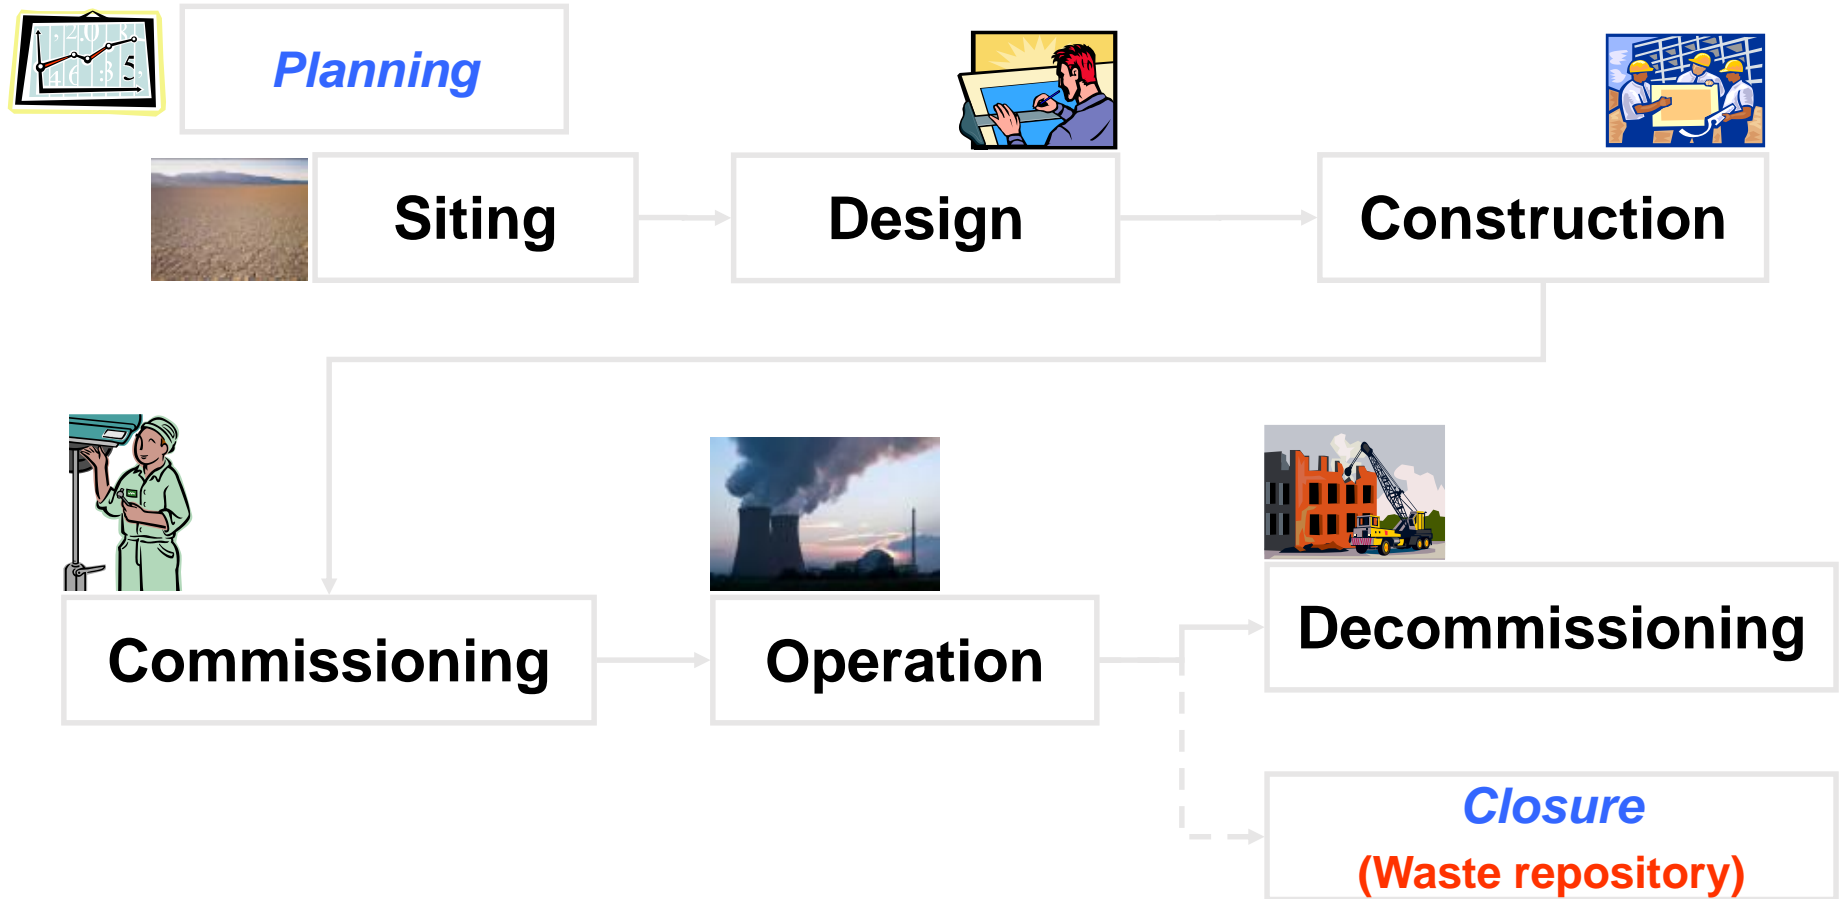 Planning
Siting
Design
Construction
Commissioning
Operation
Decommissioning
Closure
(Waste repository)